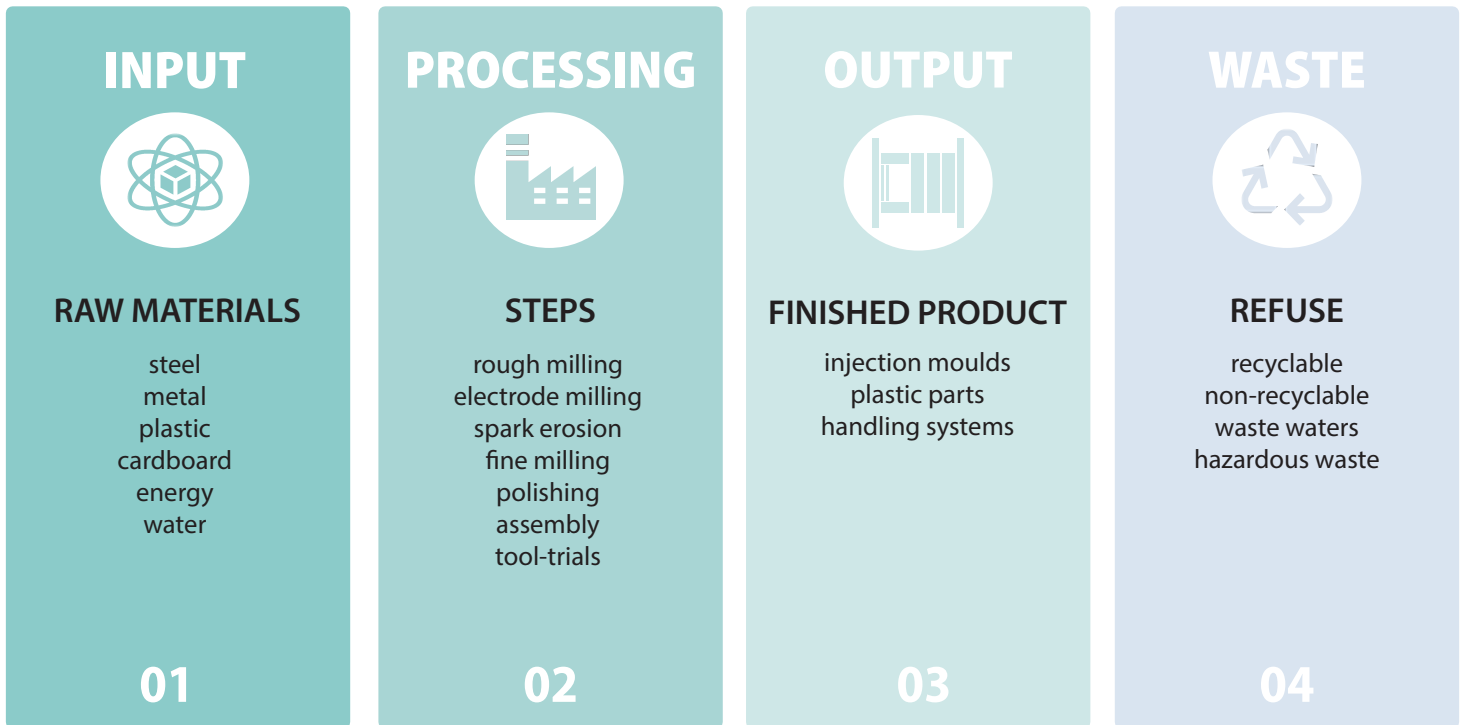 INPUT
RAW MATERIALS
steel
metal
plastic
cardboard
energy
water
01
PROCESSING
STEPS
rough milling
electrode milling
spark erosion
fine milling
polishing
assembly
tool-trials
02
OUTPUT
FINISHED PRODUCT
injection moulds
plastic parts
handling systems
03
WASTE
REFUSE
recyclable
non-recyclable
waste waters
hazardous waste
04